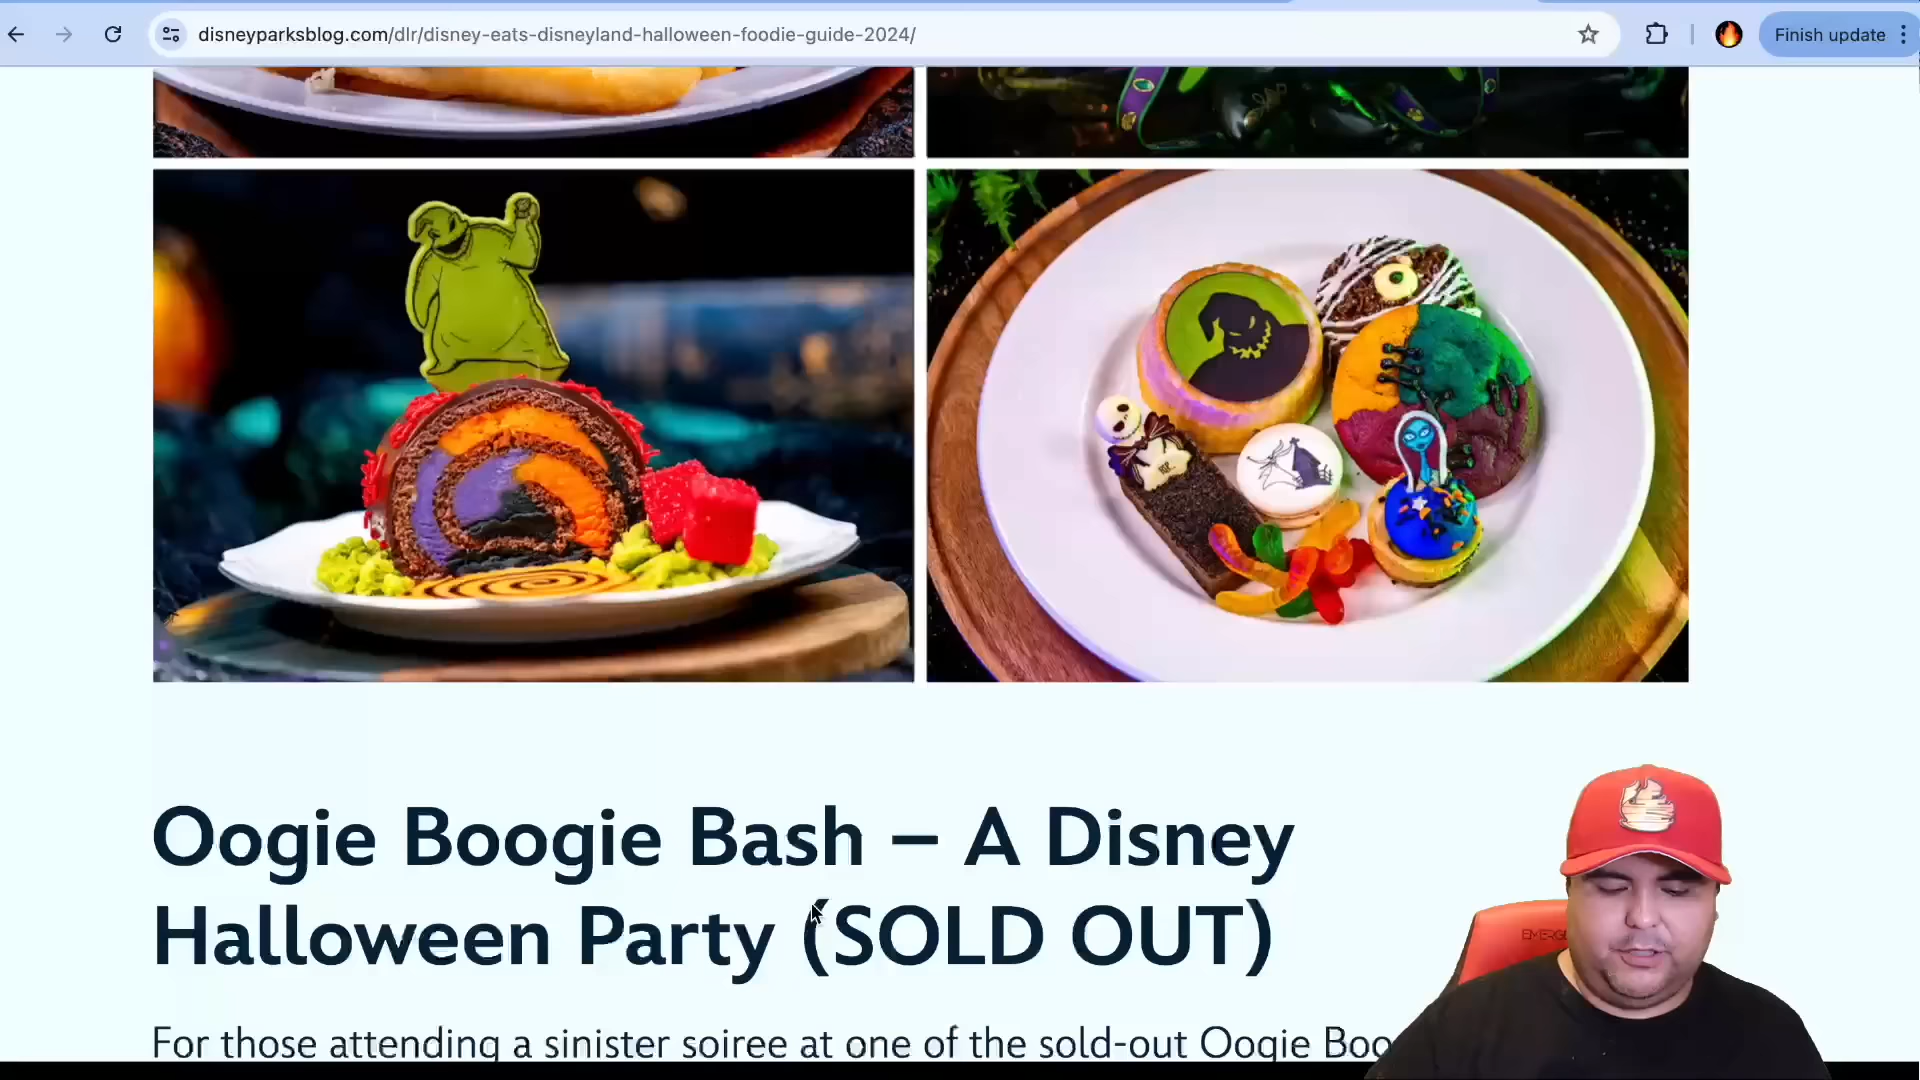 disneyparksblog.com/dlr/disney-eats-disneyland-halloween-foodie-guide-2024/
Finish update
Oogie Boogie Bash – A Disney
Halloween Party (SOLD OUT)
For those attending a sinister soiree at one of the sold-out Oogie Boo